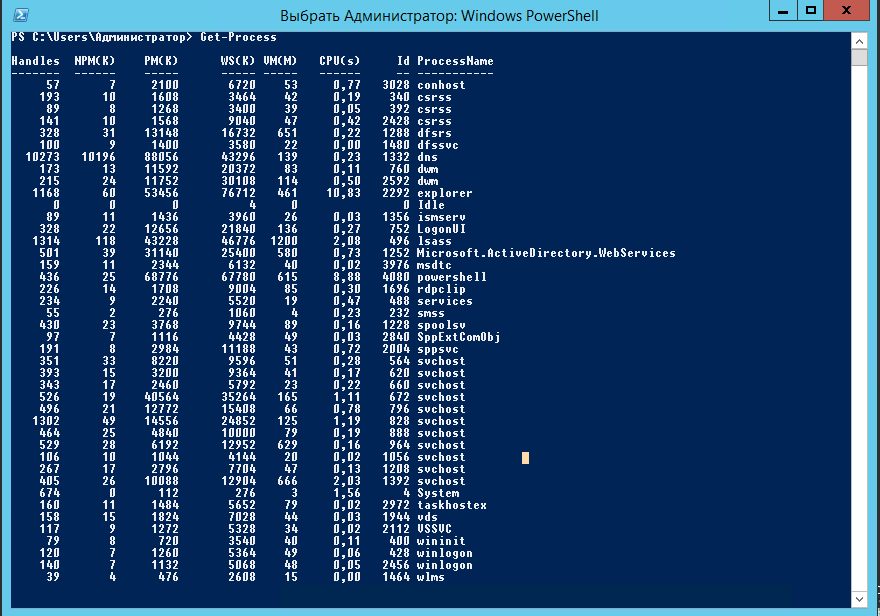 Выбрать Администратор: Windows PowerShell
PS C:\Users\Администратор> Get-Process
Handles NPM(K) PM(K) WS(K) VM(M) CPU(s) Id ProcessName
------- ------ ----- ----- ----- ------ -- -----------
57 7 2100 6720 53 0,77 3028 conhost
193 10 1608 3464 42 0,19 340 csrss
89 8 1268 3400 39 0,05 392 csrss
141 10 1568 9040 47 0,42 2428 csrss
328 31 13148 16732 651 0,22 1288 dfsrs
100 9 1400 3580 22 0,00 1480 dfssvc
10273 10196 88056 43296 139 0,23 1332 dns
173 13 11592 20372 83 0,11 760 dwm
215 24 11752 30108 114 0,50 2592 dwm
1168 60 53456 76712 461 10,83 2292 explorer
0 0 0 4 0 0 Idle
89 11 1436 3960 26 0,03 1356 ismserv
328 22 12656 21840 136 0,27 752 LogonUI
1314 118 43228 46776 1200 2,08 496 lsass
501 39 31140 25400 580 0,73 1252 Microsoft.ActiveDirectory.WebServices
159 11 2344 6132 40 0,02 3976 msdtc
436 25 68776 67780 615 8,88 4080 powershell
226 14 1708 9004 85 0,30 1696 rdpclip
234 9 2240 5520 19 0,47 488 services
55 2 276 1060 4 0,23 232 smss
430 23 3768 9744 89 0,16 1228 spoolsv
97 7 1116 4428 49 0,03 2840 SppExtComObj
191 8 2984 11188 43 0,72 2004 sppsvc
351 33 8220 9596 51 0,28 564 svchost
393 15 3200 9364 41 0,17 620 svchost
343 17 2460 5792 23 0,22 660 svchost
526 19 40564 35264 165 1,11 672 svchost
496 21 12772 15408 66 0,78 796 svchost
1302 49 14556 24852 125 1,19 828 svchost
464 25 4840 10000 79 0,19 888 svchost
529 28 6192 12952 629 0,16 964 svchost
106 10 1044 4144 20 0,02 1056 svchost
267 17 2796 7704 47 0,13 1208 svchost
405 26 10088 12904 666 2,03 1392 svchost
674 0 112 276 3 1,56 4 System
160 11 1484 5652 79 0,02 2972 taskhostex
158 15 1824 7028 44 0,03 1944 vds
117 9 1272 5328 34 0,02 2112 VSSVC
79 8 720 3540 40 0,11 400 wininit
120 7 1260 5364 49 0,06 428 winlogon
140 7 1132 5068 48 0,05 2456 winlogon
39 4 476 2608 15 0,00 1464 wlms